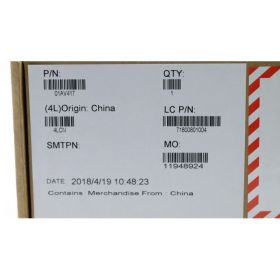 P/N: QTY:
01AV417 1
(4L)Origin: China LC P/N:
4LCN 71800801004
SMTPN: MO:
11948924
DATE: 2018/4/19 10:48:23
Contains Merchandise From : China